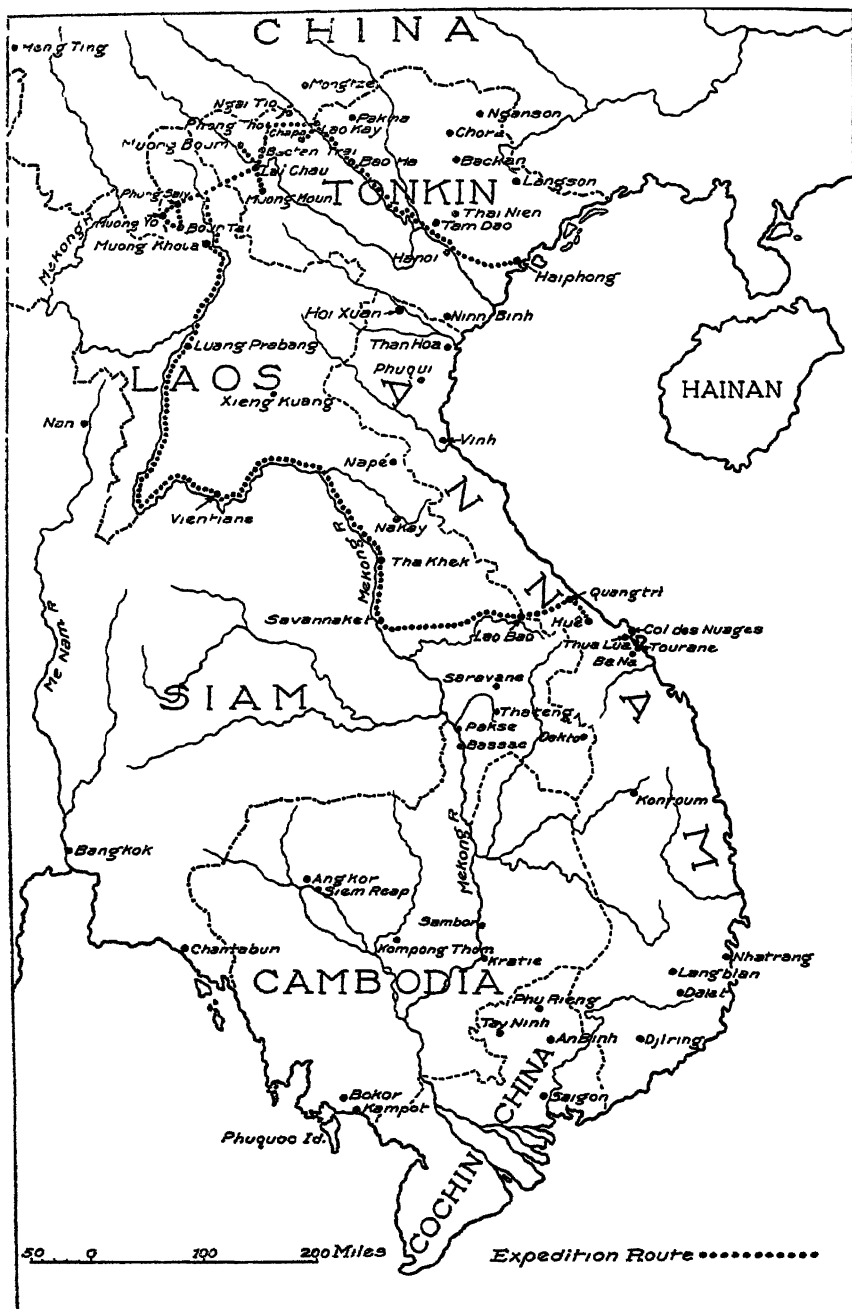 CHINA
Mong Ting
Mongtze
Ngai Tio
Pakha
Nganson
Phong Tho
Chapa
Lao Kay
Chora
Muong Boum
Bao Ha
Backan
Lai Chau
Langson
TONKIN
Phong Saly
Muong Moun
Thai Nien
Muong Yo
Boun Tai
Tam Dao
Mekong R
Muong Khoua
Hanoi
Haiphong
Hoi Xuan
Ninh Binh
Luang Prabang
Than Hoa
LAOS
Phuqui
HAINAN
Xieng Kuang
Nan
Vinh
Napé
Vientiane
Nakay
Mekong R
Tha Khek
ANNAM
Quangtri
Savannaket
Lao Bao
Hué
Col des Nuages
Thua Lua
Tourane
Ba Na
Me Nam R
Saravane
SIAM
Thateng
Pakse
Dakto
Bassac
Kontoum
Mekong R
Bangkok
Angkor
Siem Reap
Sambor
Chantabun
Kompong Thom
Kratie
Nhatrang
Langbian
CAMBODIA
Dalat
Phu Rieng
Tay Ninh
An Binh
Djiring
Bokor
Saigon
Kampot
Phuquoc Id.
COCHIN CHINA
50 0 100 200 Miles
Expedition Route